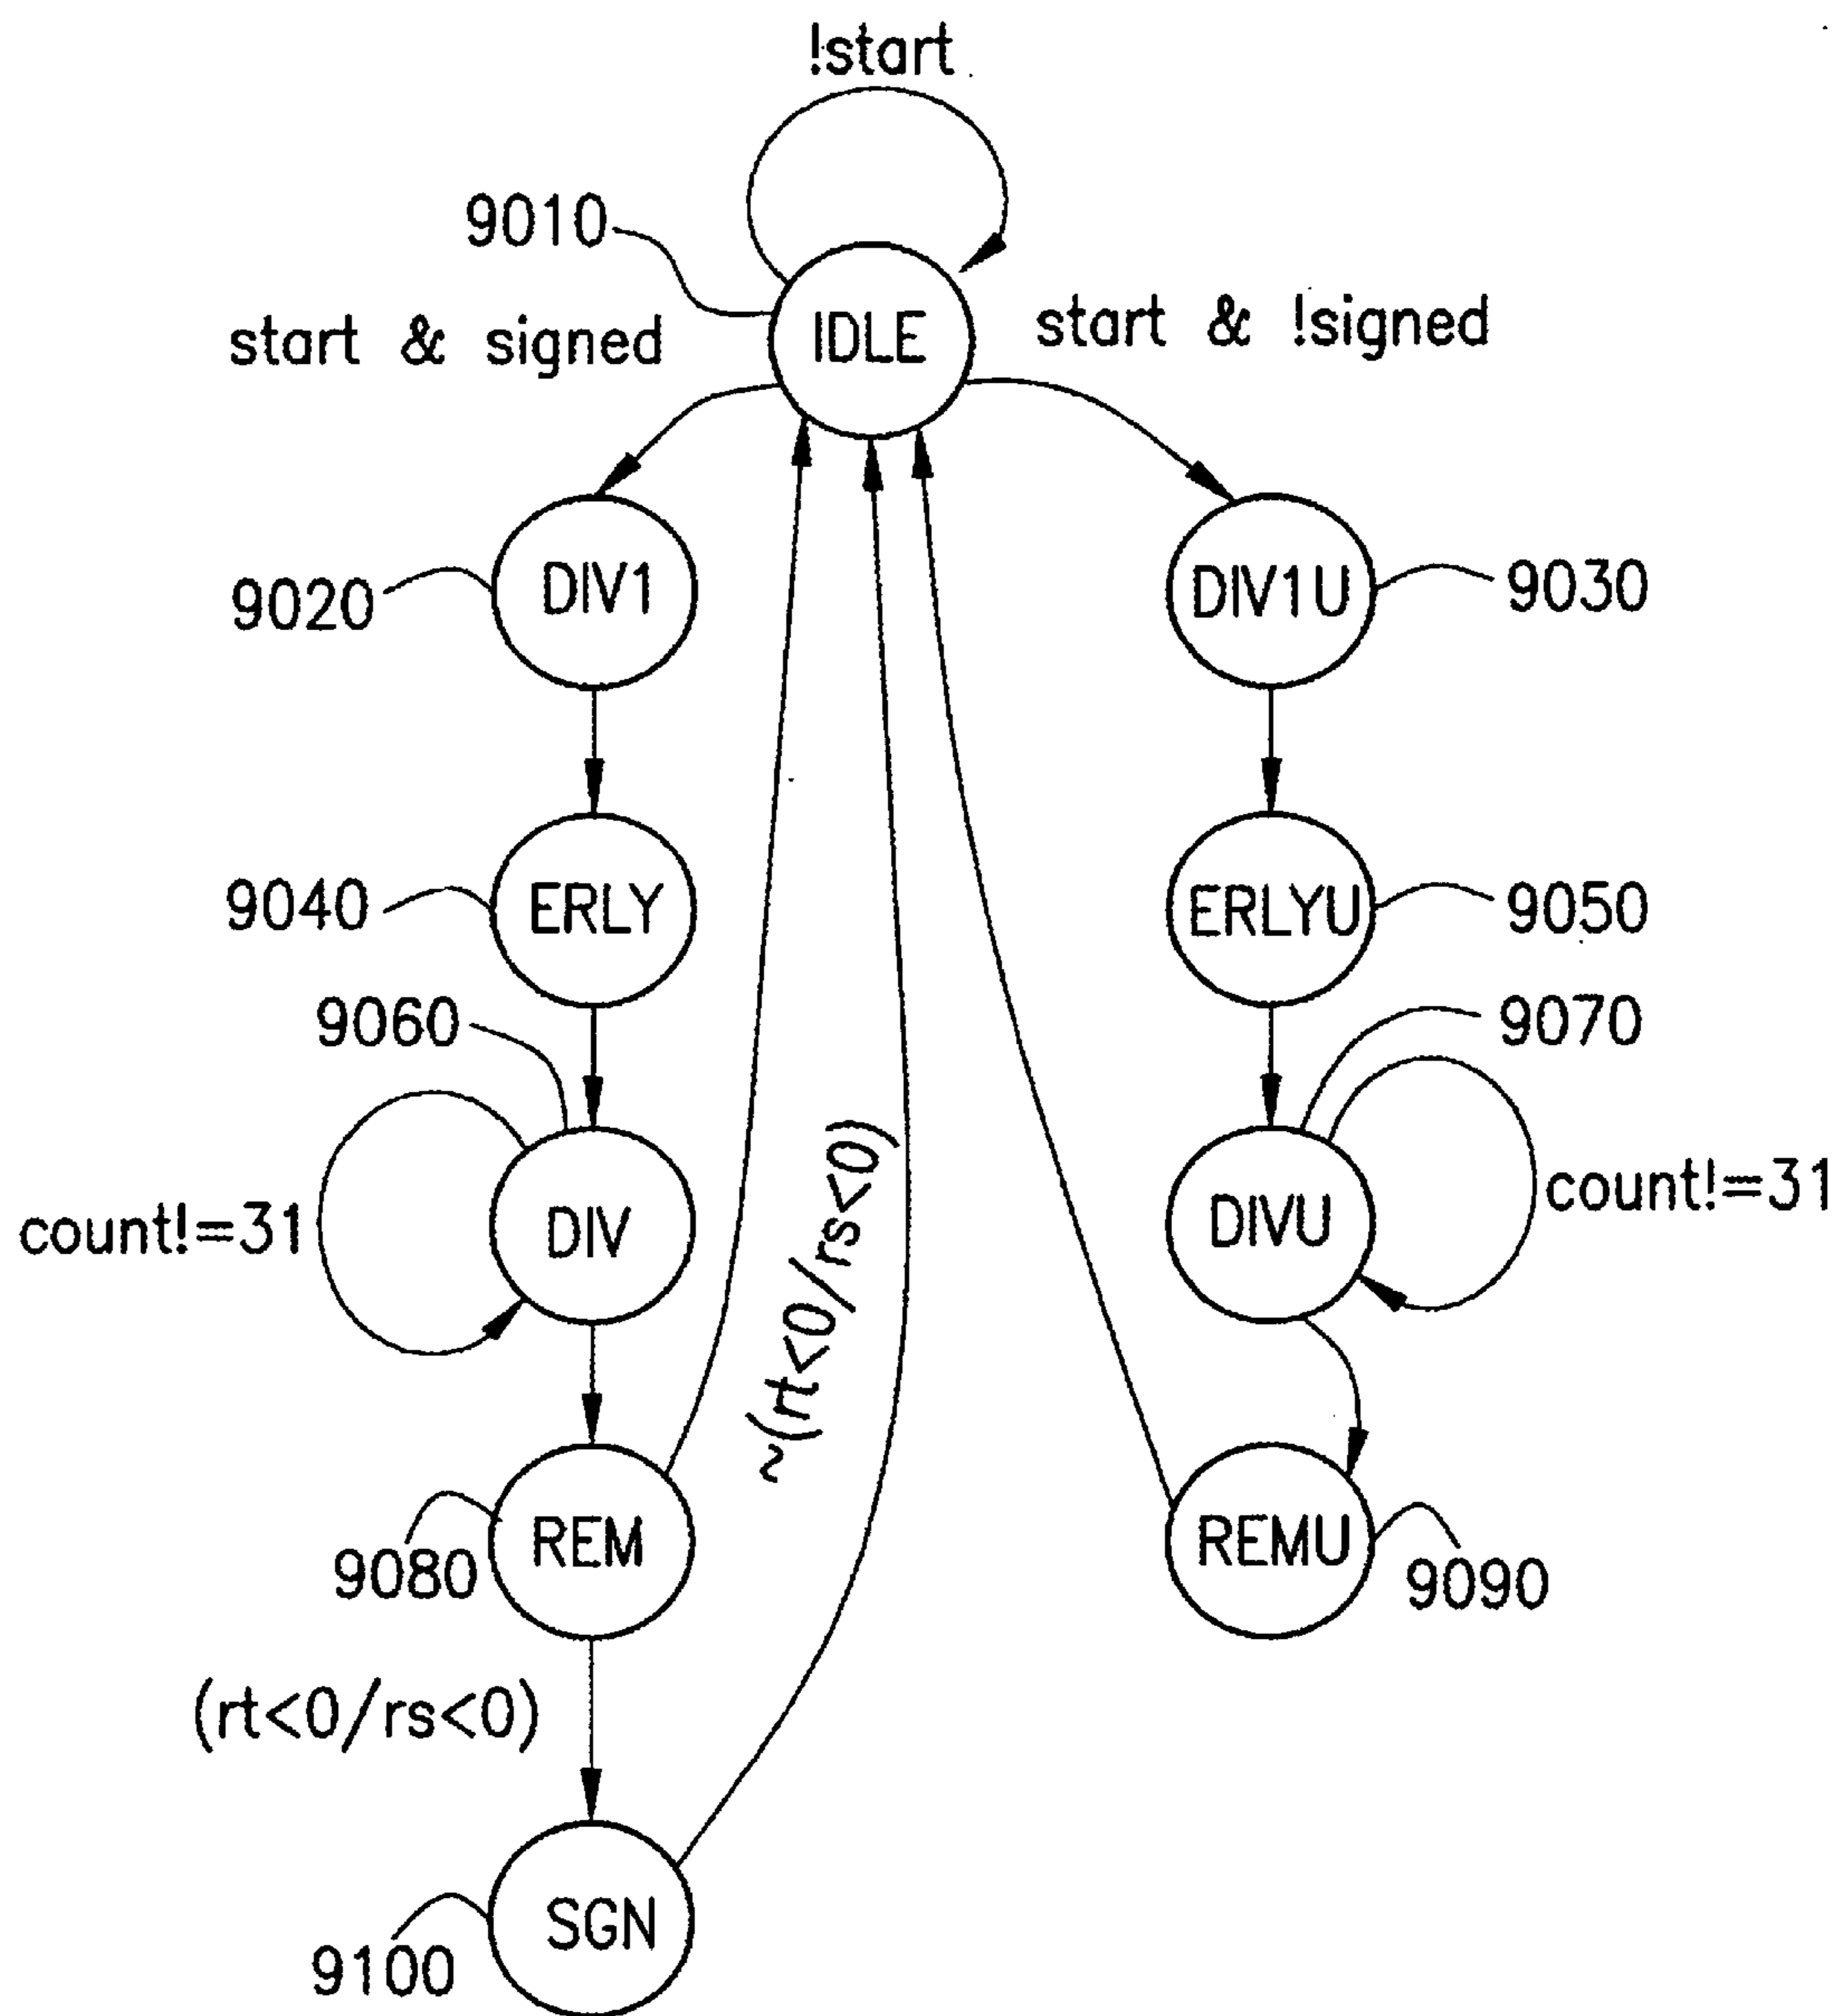 !start
9010
start & signed
IDLE
start & !signed
9020
DIV1
DIV1U
9030
9040
ERLY
ERLYU
9050
9060
9070
count!=31
DIV
~(rt<0/rs<0)
DIVU
count!=31
9080
REM
REMU
9090
(rt<0/rs<0)
9100
SGN